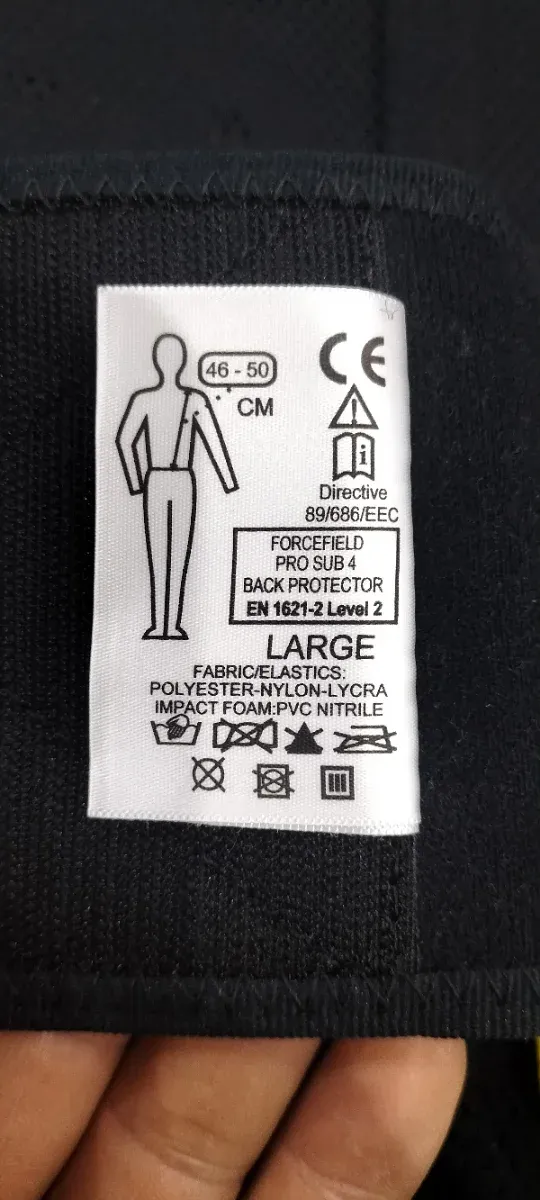 46 - 50
CM
CE
i
Directive
89/686/EEC
FORCEFIELD
PRO SUB 4
BACK PROTECTOR
EN 1621-2 Level 2
LARGE
FABRIC/ELASTICS:
POLYESTER-NYLON-LYCRA
IMPACT FOAM:PVC NITRILE